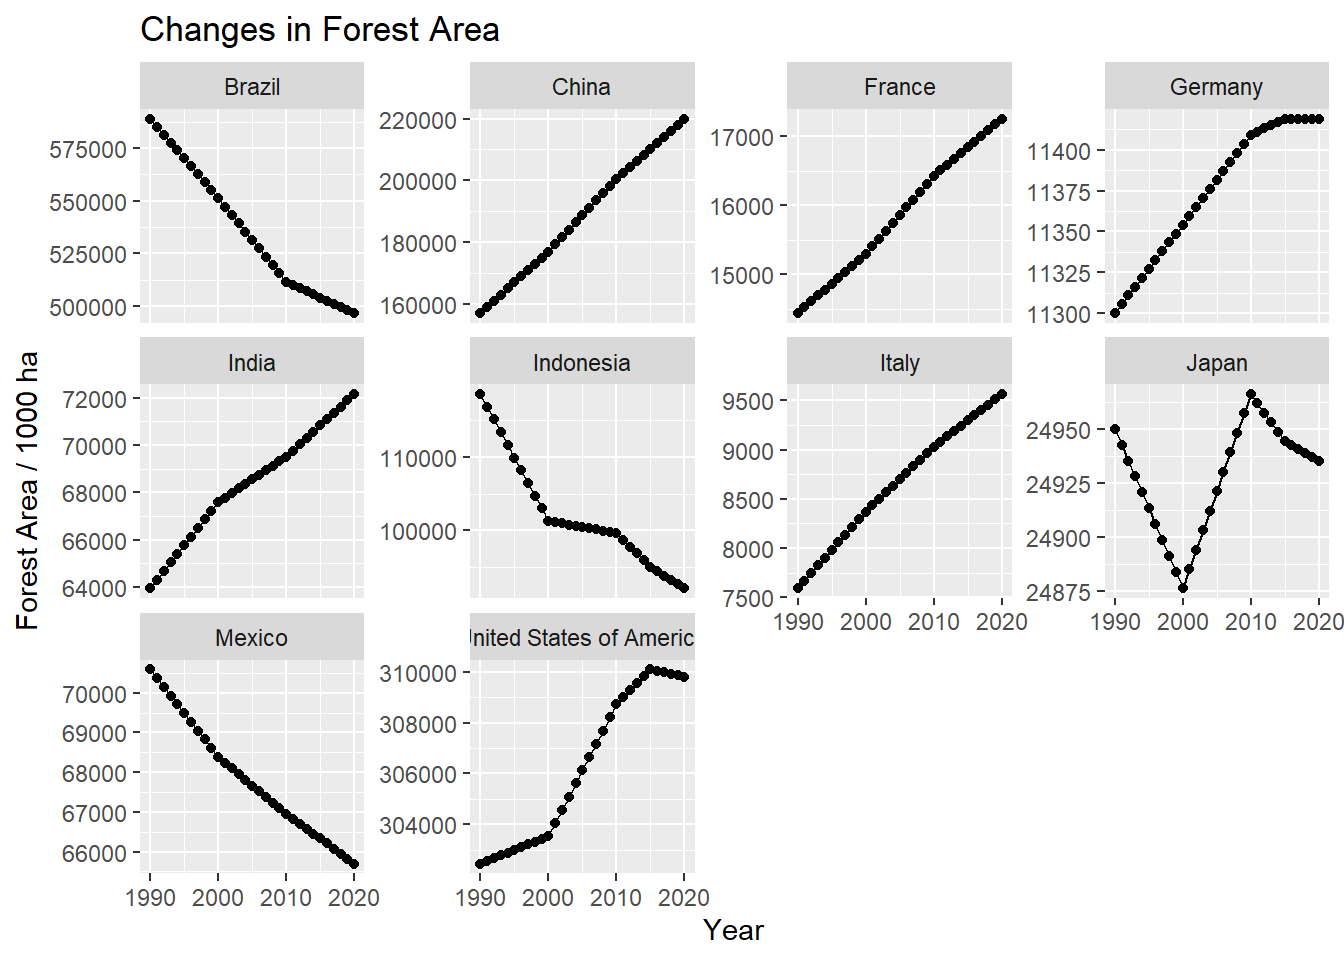 Changes in Forest Area
Brazil
China
France
Germany
575000
550000
525000
500000
220000
200000
180000
160000
17000
16000
15000
11400
11375
11350
11325
11300
India
Indonesia
Italy
Japan
72000
70000
68000
66000
64000
110000
100000
9500
9000
8500
8000
7500
24950
24925
24900
24875
1990 2000 2010 2020
1990 2000 2010 2020
Mexico
United States of Americ
70000
69000
68000
67000
66000
310000
308000
306000
304000
1990 2000 2010 2020
1990 2000 2010 2020
Forest Area / 1000 ha
Year